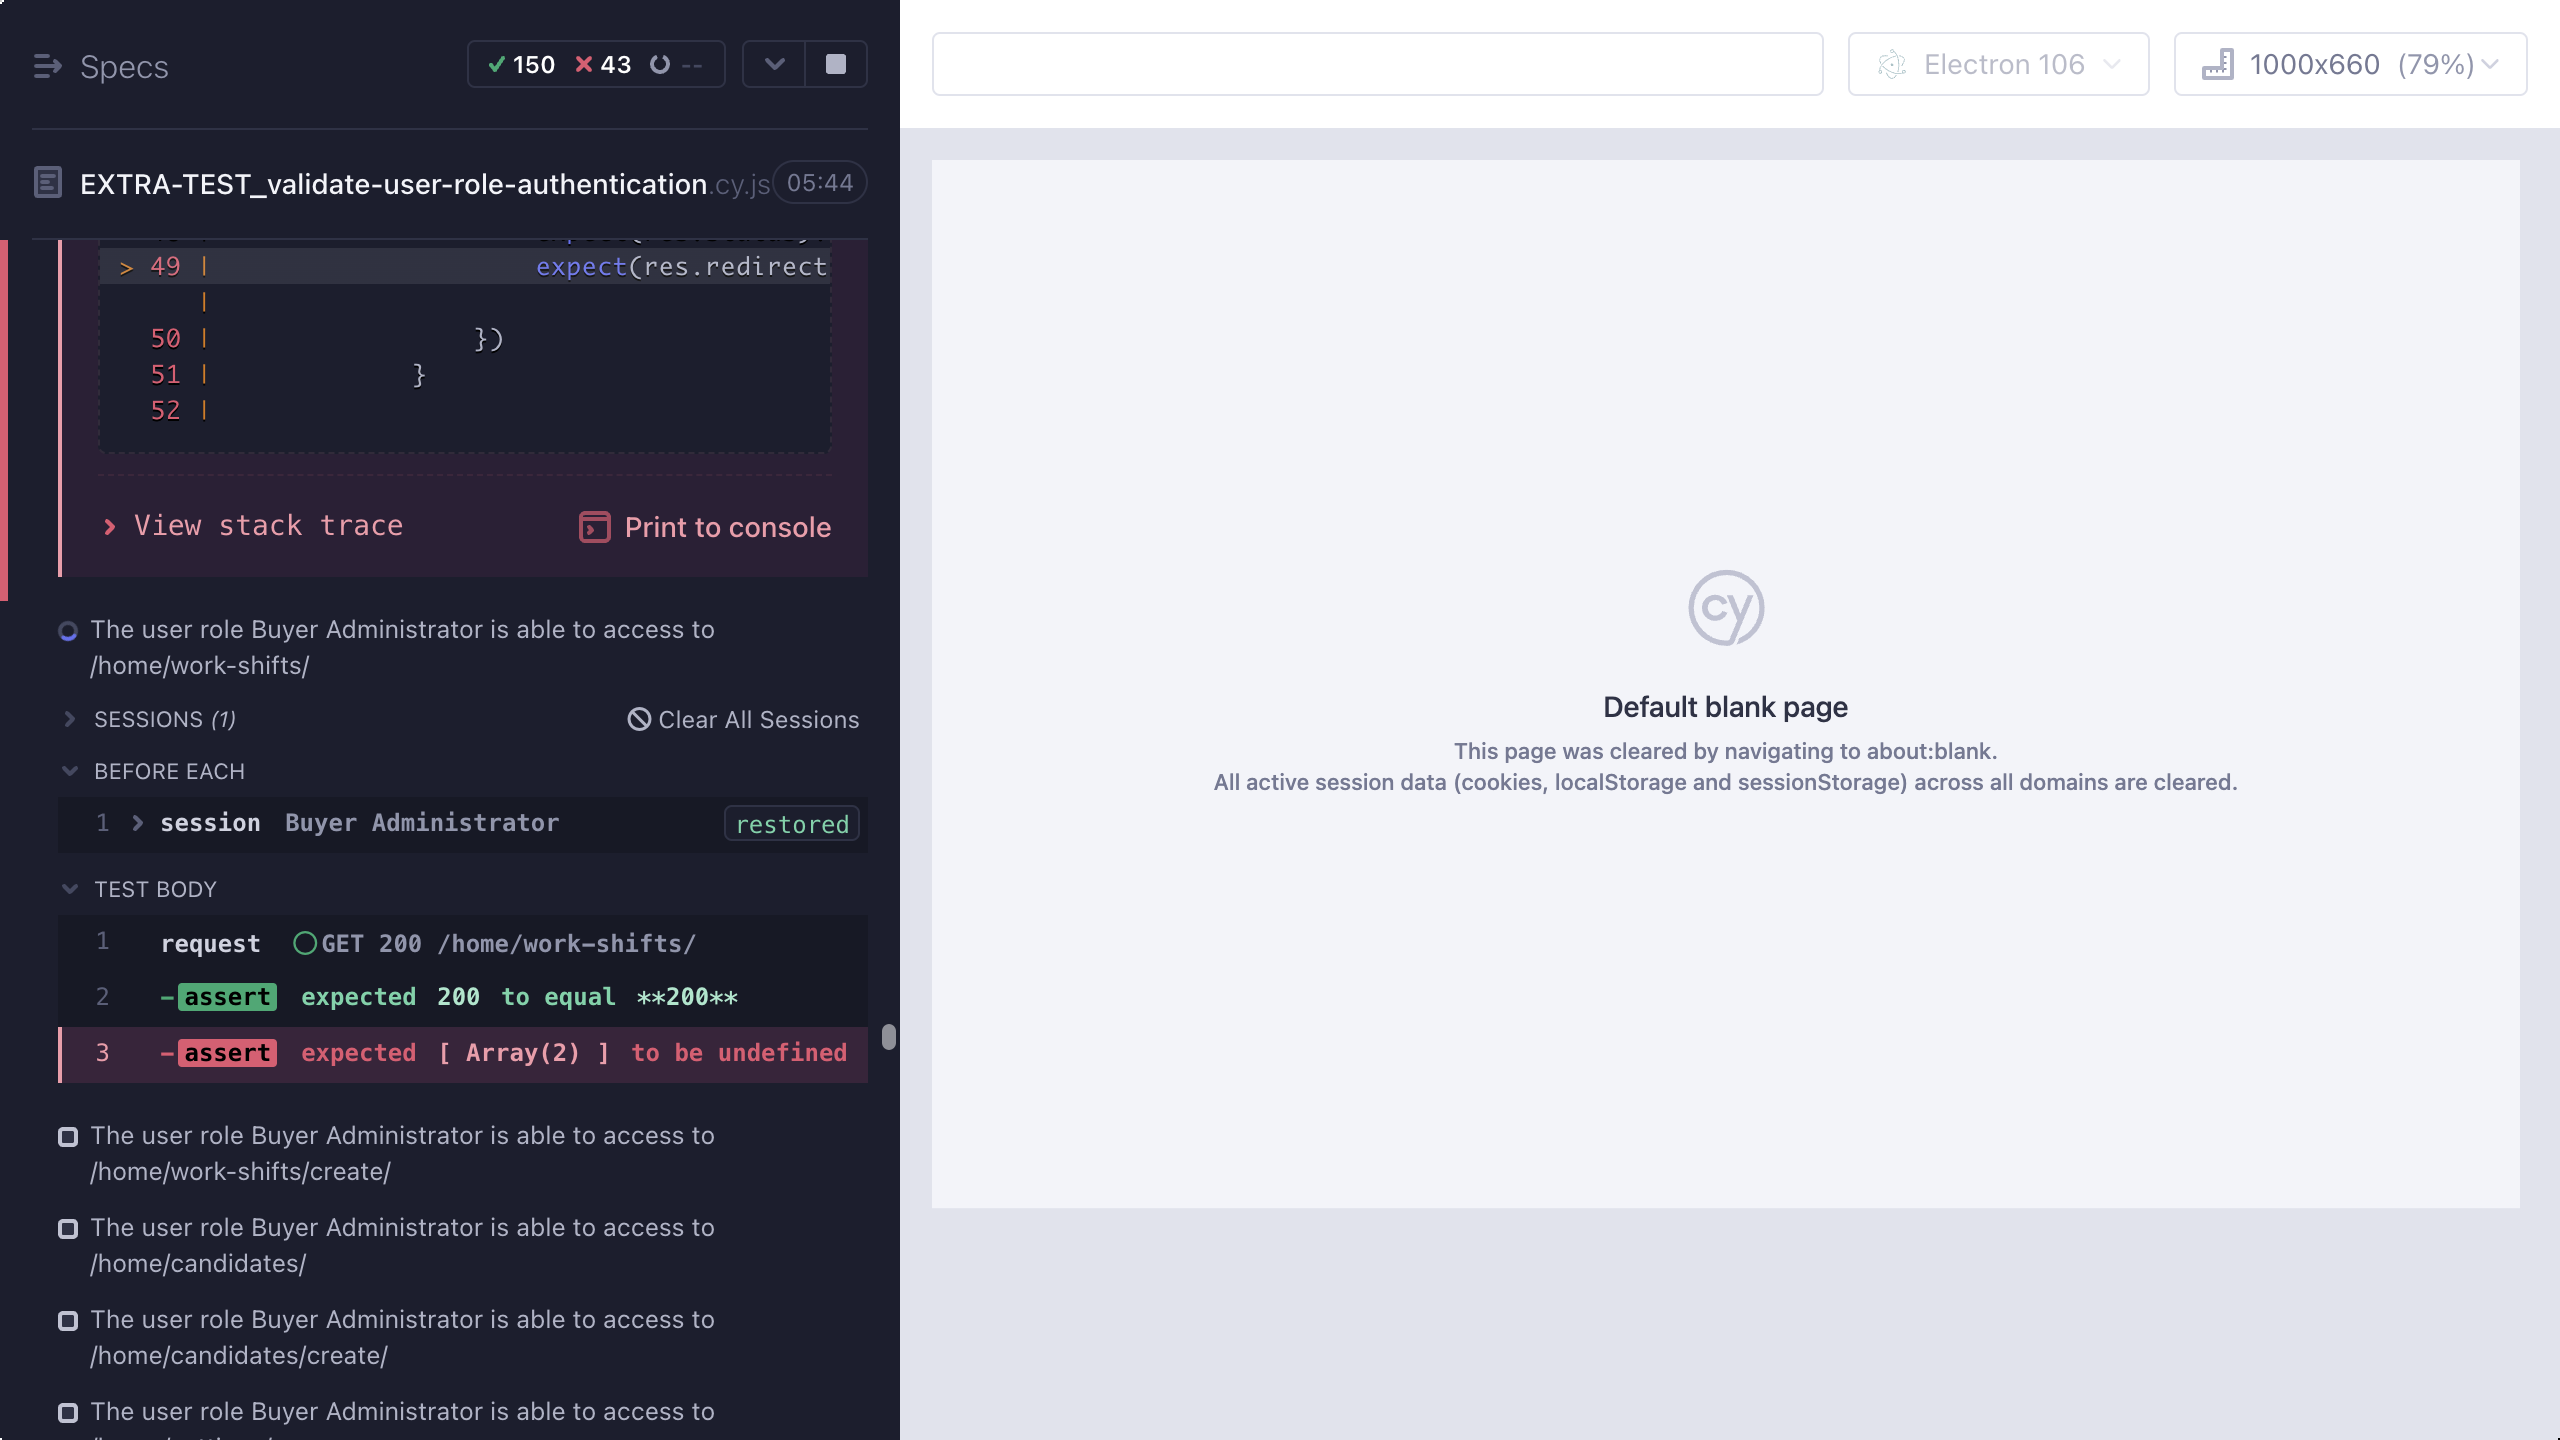 Specs
150 43 --
EXTRA-TEST_validate-user-role-authentication.cy.js 05:44
> 49 | expect(res.redirect
|
50 | })
51 | }
52 |
View stack trace
Print to console
The user role Buyer Administrator is able to access to
/home/work-shifts/
SESSIONS (1)
Clear All Sessions
BEFORE EACH
1 session Buyer Administrator restored
TEST BODY
1 request GET 200 /home/work-shifts/
2 -assert expected 200 to equal **200**
3 -assert expected [ Array(2) ] to be undefined
The user role Buyer Administrator is able to access to
/home/work-shifts/create/
The user role Buyer Administrator is able to access to
/home/candidates/
The user role Buyer Administrator is able to access to
/home/candidates/create/
The user role Buyer Administrator is able to access to
Electron 106
1000x660 (79%)
cy
Default blank page
This page was cleared by navigating to about:blank.
All active session data (cookies, localStorage and sessionStorage) across all domains are cleared.